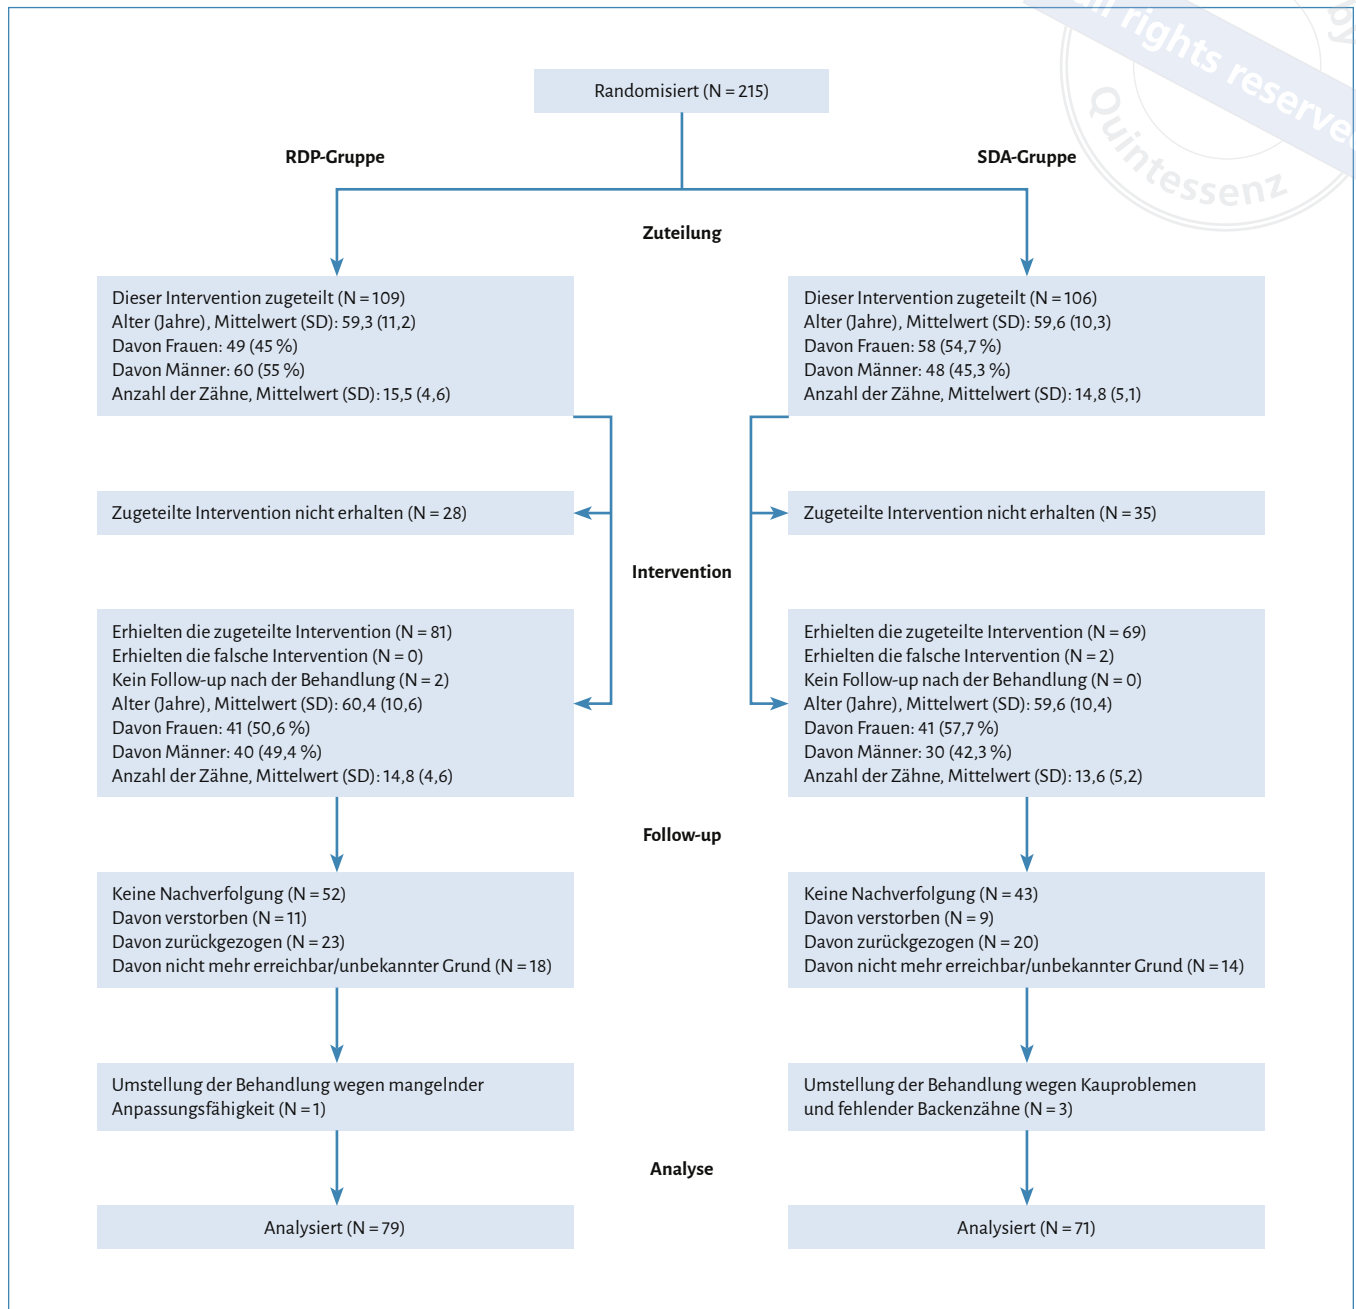 all rights reserved
by
Quintessenz
Randomisiert (N = 215)
RDP-Gruppe
SDA-Gruppe
Zuteilung
Dieser Intervention zugeteilt (N = 109)
Alter (Jahre), Mittelwert (SD): 59,3 (11,2)
Davon Frauen: 49 (45 %)
Davon Männer: 60 (55 %)
Anzahl der Zähne, Mittelwert (SD): 15,5 (4,6)
Dieser Intervention zugeteilt (N = 106)
Alter (Jahre), Mittelwert (SD): 59,6 (10,3)
Davon Frauen: 58 (54,7 %)
Davon Männer: 48 (45,3 %)
Anzahl der Zähne, Mittelwert (SD): 14,8 (5,1)
Zugeteilte Intervention nicht erhalten (N = 28)
Zugeteilte Intervention nicht erhalten (N = 35)
Intervention
Erhielten die zugeteilte Intervention (N = 81)
Erhielten die falsche Intervention (N = 0)
Kein Follow-up nach der Behandlung (N = 2)
Alter (Jahre), Mittelwert (SD): 60,4 (10,6)
Davon Frauen: 41 (50,6 %)
Davon Männer: 40 (49,4 %)
Anzahl der Zähne, Mittelwert (SD): 14,8 (4,6)
Erhielten die zugeteilte Intervention (N = 69)
Erhielten die falsche Intervention (N = 2)
Kein Follow-up nach der Behandlung (N = 0)
Alter (Jahre), Mittelwert (SD): 59,6 (10,4)
Davon Frauen: 41 (57,7 %)
Davon Männer: 30 (42,3 %)
Anzahl der Zähne, Mittelwert (SD): 13,6 (5,2)
Follow-up
Keine Nachverfolgung (N = 52)
Davon verstorben (N = 11)
Davon zurückgezogen (N = 23)
Davon nicht mehr erreichbar/unbekannter Grund (N = 18)
Keine Nachverfolgung (N = 43)
Davon verstorben (N = 9)
Davon zurückgezogen (N = 20)
Davon nicht mehr erreichbar/unbekannter Grund (N = 14)
Umstellung der Behandlung wegen mangelnder
Anpassungsfähigkeit (N = 1)
Umstellung der Behandlung wegen Kauproblemen
und fehlender Backenzähne (N = 3)
Analyse
Analysiert (N = 79)
Analysiert (N = 71)